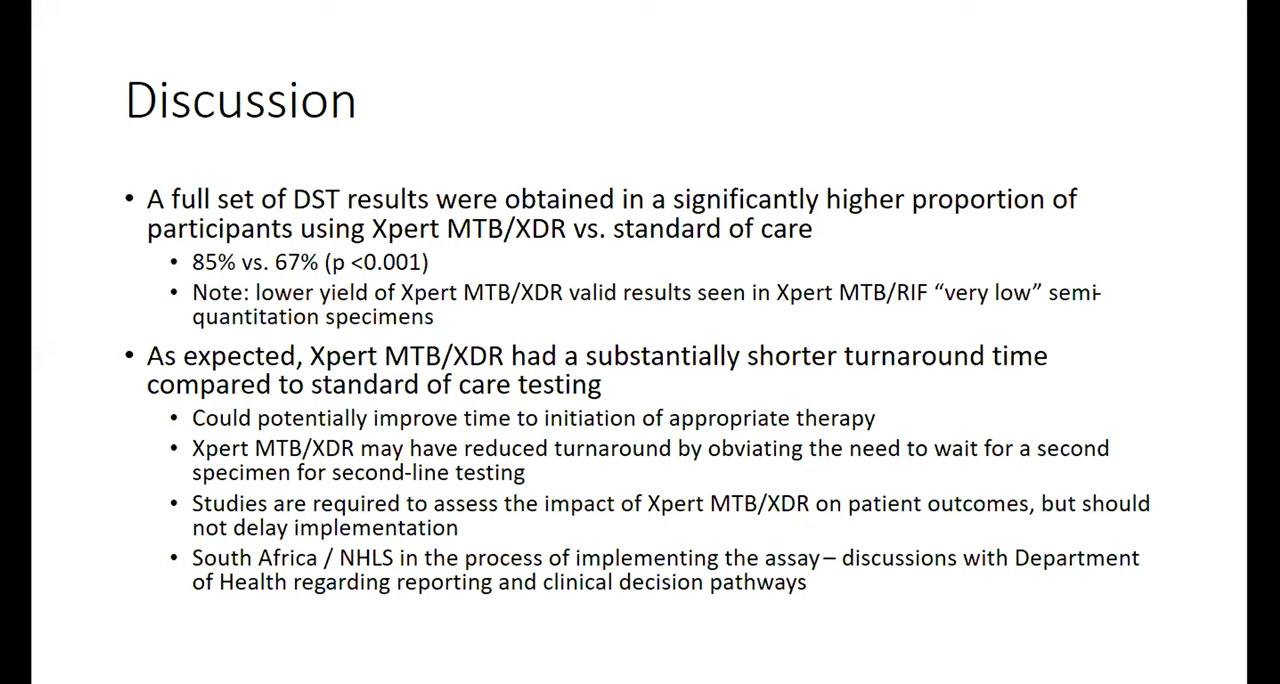 Discussion
• A full set of DST results were obtained in a significantly higher proportion of
participants using Xpert MTB/XDR vs. standard of care
• 85% vs. 67% (p <0.001)
• Note: lower yield of Xpert MTB/XDR valid results seen in Xpert MTB/RIF “very low” semi-
quantitation specimens
• As expected, Xpert MTB/XDR had a substantially shorter turnaround time
compared to standard of care testing
• Could potentially improve time to initiation of appropriate therapy
• Xpert MTB/XDR may have reduced turnaround by obviating the need to wait for a second
specimen for second-line testing
• Studies are required to assess the impact of Xpert MTB/XDR on patient outcomes, but should
not delay implementation
• South Africa / NHLS in the process of implementing the assay – discussions with Department
of Health regarding reporting and clinical decision pathways